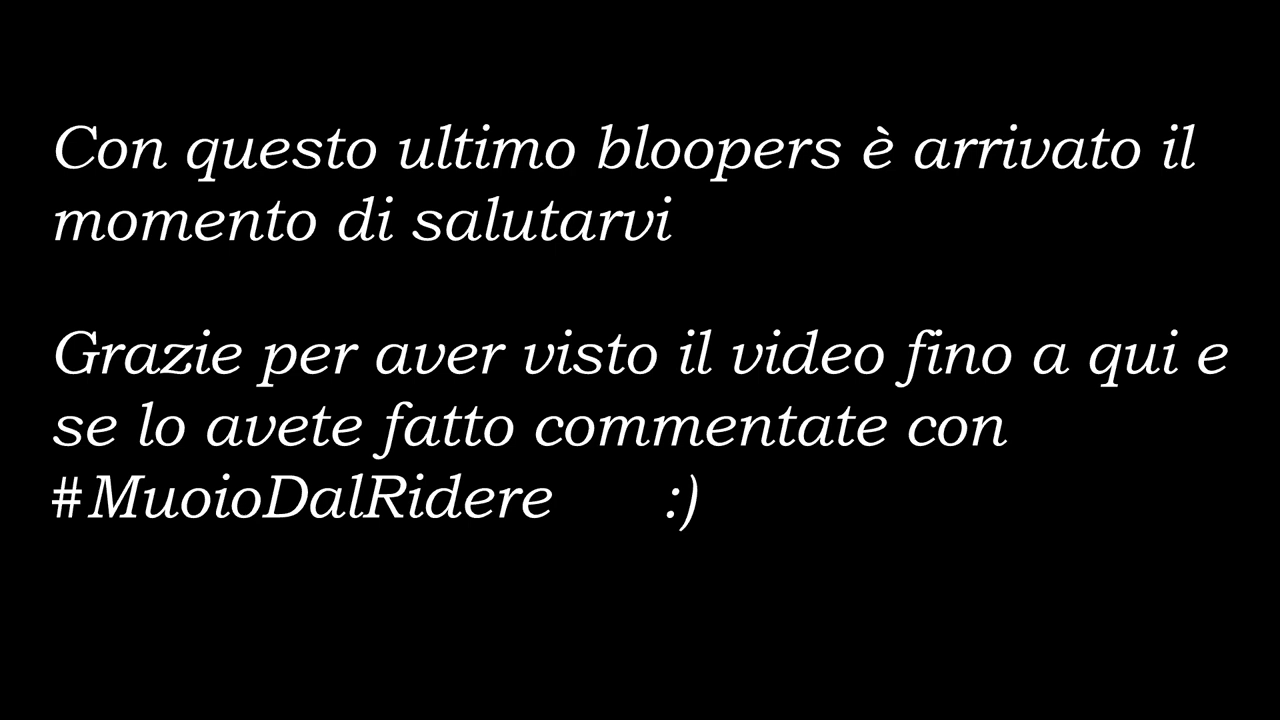 Con questo ultimo bloopers è arrivato il
momento di salutarvi
Grazie per aver visto il video fino a qui e
se lo avete fatto commentate con
#MuoioDalRidere :)